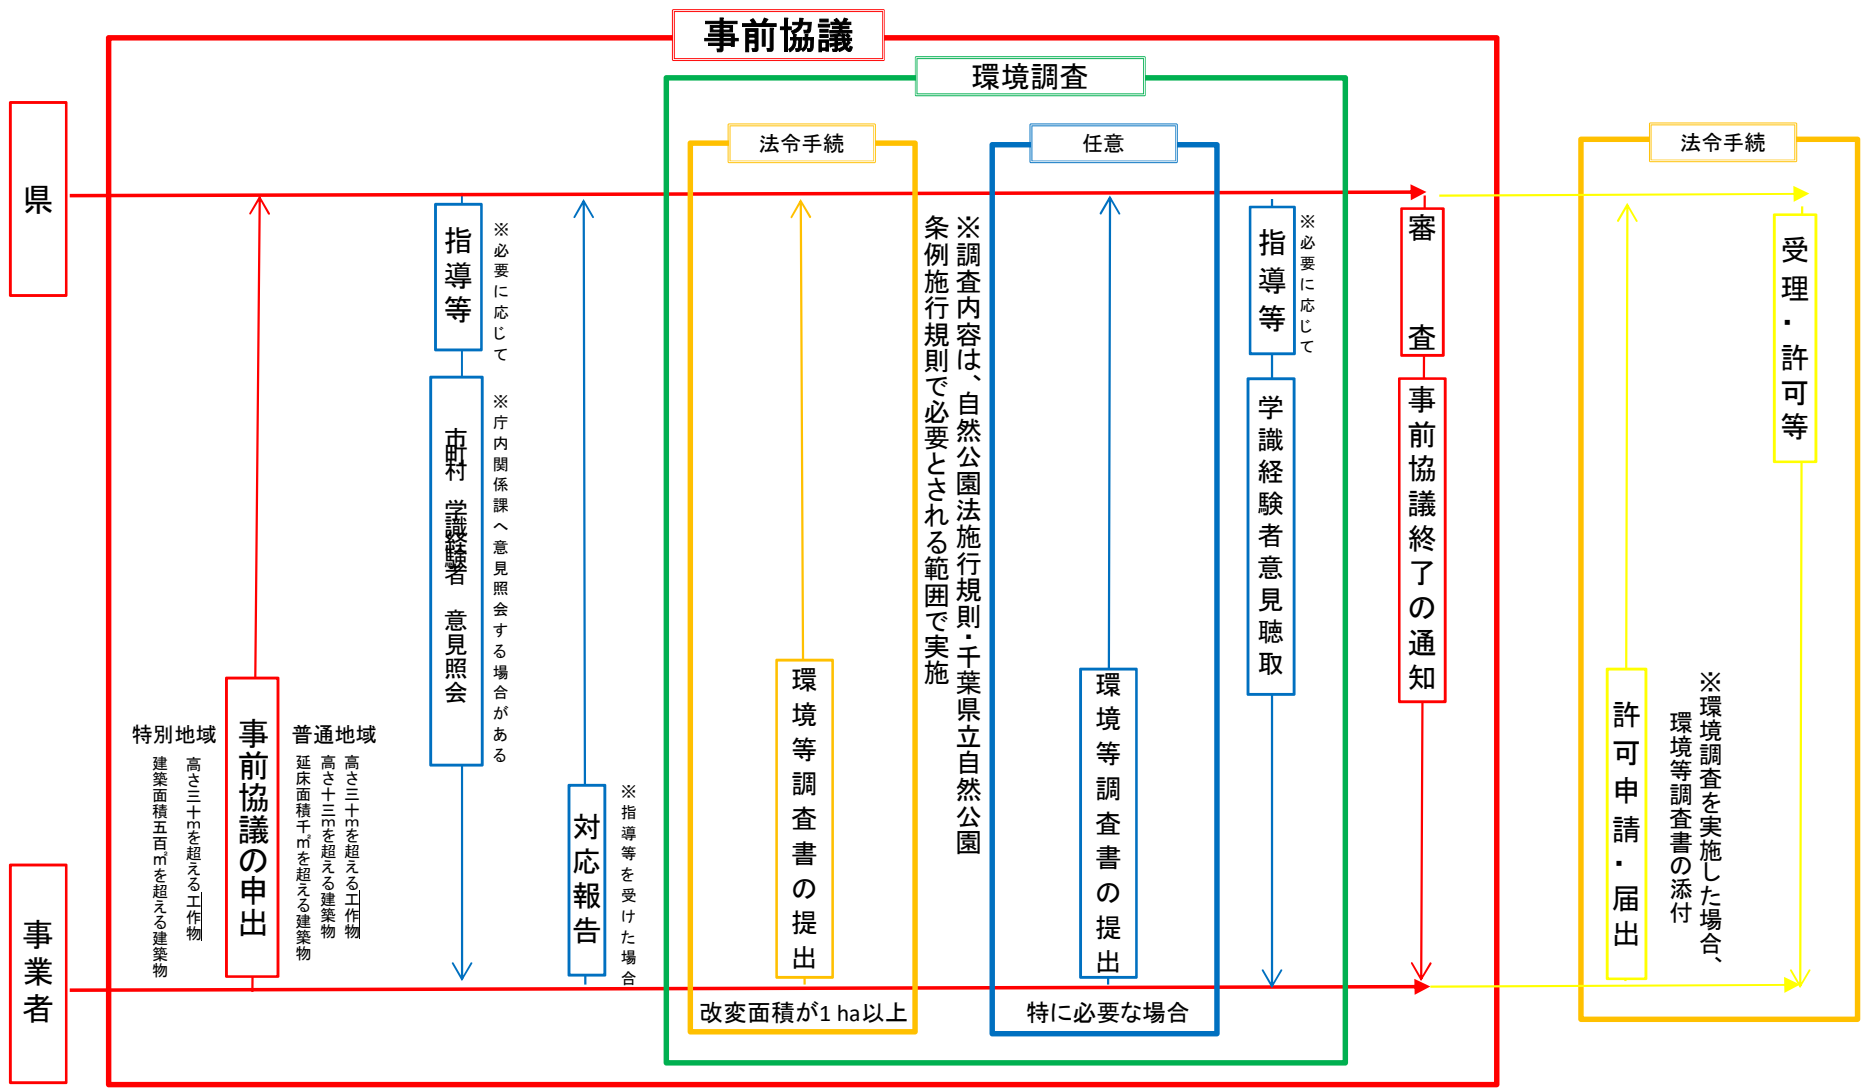 事前協議
環境調査
法令手続
任意
法令手続
県
事業者
特別地域
高さ三十mを超える工作物
建築面積五百㎡を超える建築物
事前協議の申出
普通地域
高さ三十mを超える工作物
高さ十三mを超える建築物
延床面積千㎡を超える建築物
指導等
※必要に応じて
市町村　学識経験者　意見照会
※庁内関係課へ意見照会する場合がある
対応報告
※指導等を受けた場合
環境等調査書の提出
改変面積が1ha以上
※調査内容は、自然公園法施行規則・千葉県立自然公園
条例施行規則で必要とされる範囲で実施
環境等調査書の提出
特に必要な場合
指導等
※必要に応じて
学識経験者意見聴取
審　査
事前協議終了の通知
許可申請・届出
※環境調査を実施した場合、
環境等調査書の添付
受理・許可等